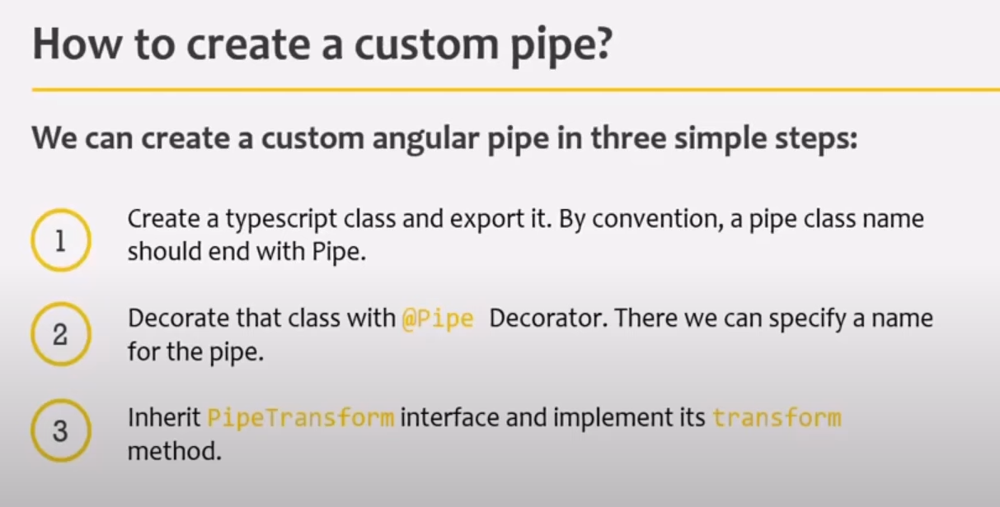 How to create a custom pipe?
We can create a custom angular pipe in three simple steps:
1
Create a typescript class and export it. By convention, a pipe class name
should end with Pipe.
2
Decorate that class with @Pipe Decorator. There we can specify a name
for the pipe.
3
Inherit PipeTransform interface and implement its transform
method.